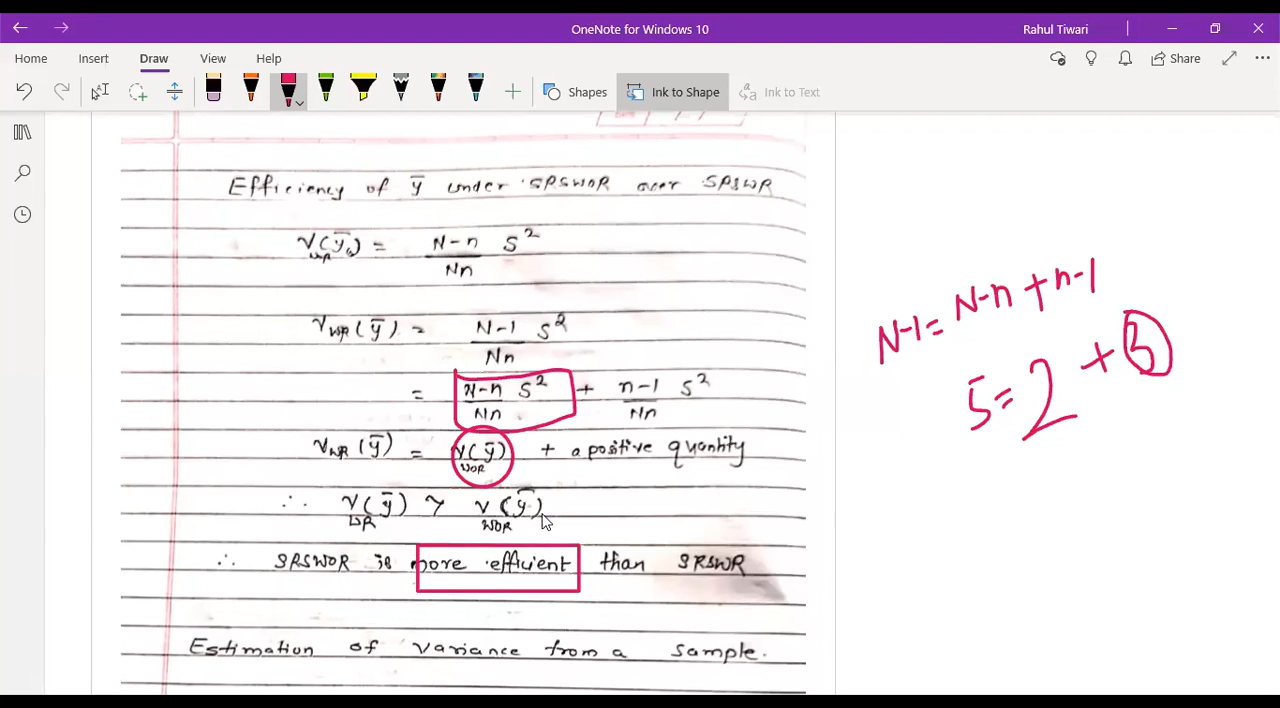 OneNote for Windows 10
Rahul Tiwari
Home Insert Draw View Help
Share
Shapes Ink to Shape Ink to Text
Efficiency of ȳ under SRSWOR over SRSWR
V(ȳ) = N-n/Nn S²
WR
V_WR(ȳ) = N-1/Nn S²
= N-n/Nn S² + n-1/Nn S²
V_WR(ȳ) = V(ȳ) + a positive quantity
WOR
∴ V(ȳ) > V(ȳ)
WR WOR
∴ SRSWOR is more efficient than SRSWR
Estimation of variance from a sample.
N-1 = N-n + n-1
5 = 2 + 3